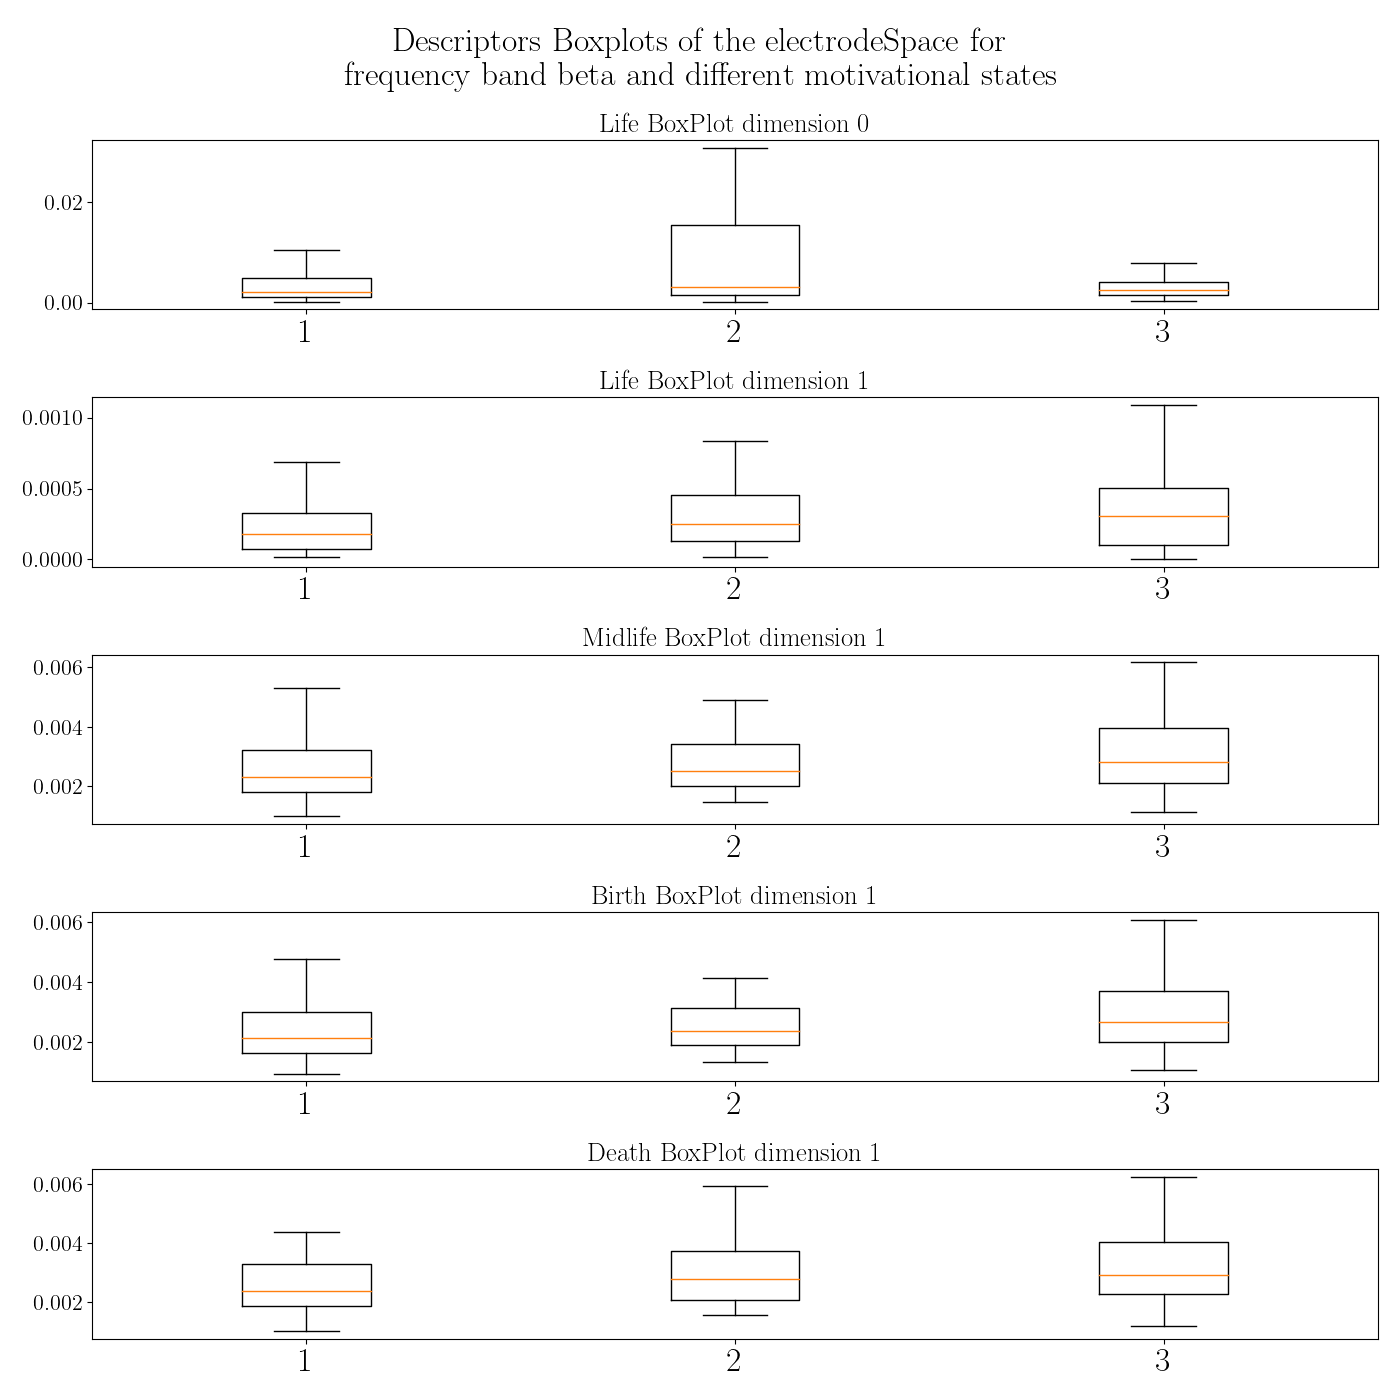 Descriptors Boxplots of the electrodeSpace for
frequency band beta and different motivational states
Life BoxPlot dimension 0
0.02
0.00
1 2 3
Life BoxPlot dimension 1
0.0010
0.0005
0.0000
1 2 3
Midlife BoxPlot dimension 1
0.006
0.004
0.002
1 2 3
Birth BoxPlot dimension 1
0.006
0.004
0.002
1 2 3
Death BoxPlot dimension 1
0.006
0.004
0.002
1 2 3